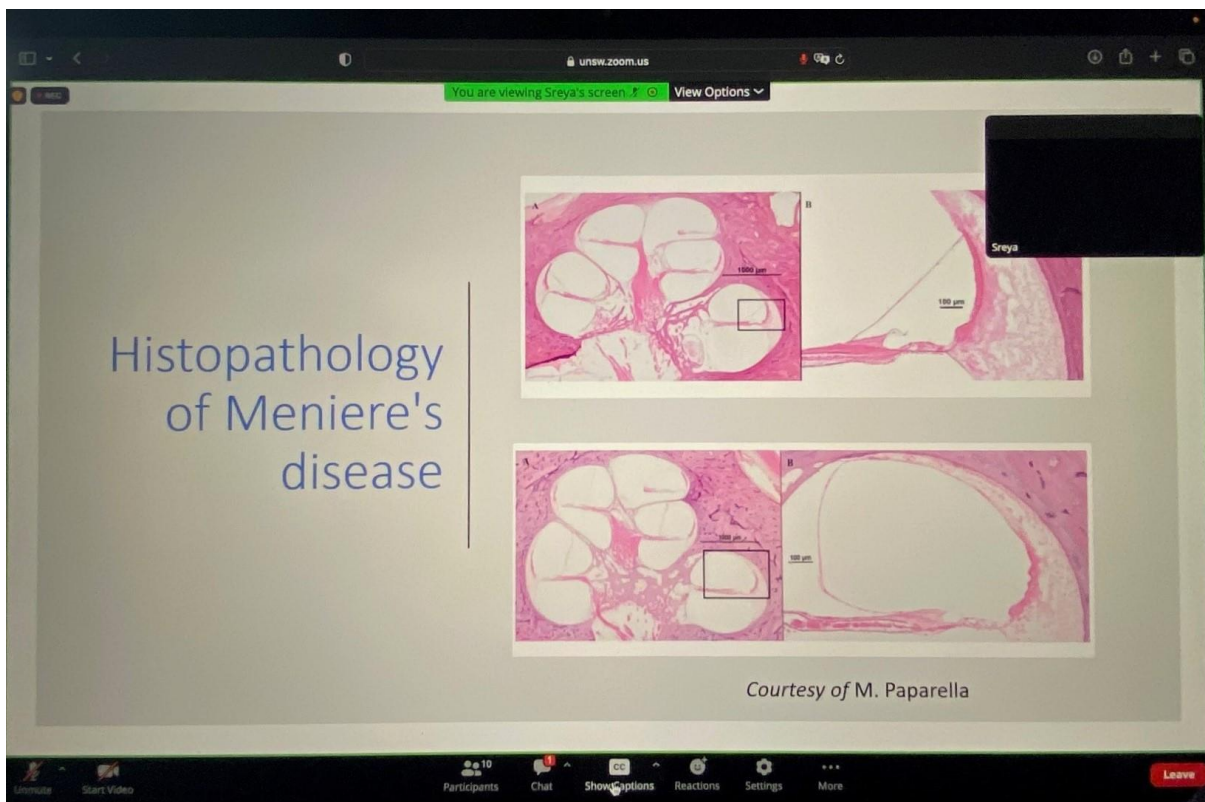 unsw.zoom.us
REC
You are viewing Sreya's screen
View Options
Histopathology
of Meniere's
disease
A
1000 µm
B
100 µm
Sreya
A
1000 µm
B
100 µm
Courtesy of M. Paparella
Unmute
Start Video
10
Participants
1
Chat
CC
Show Captions
Reactions
Settings
More
Leave